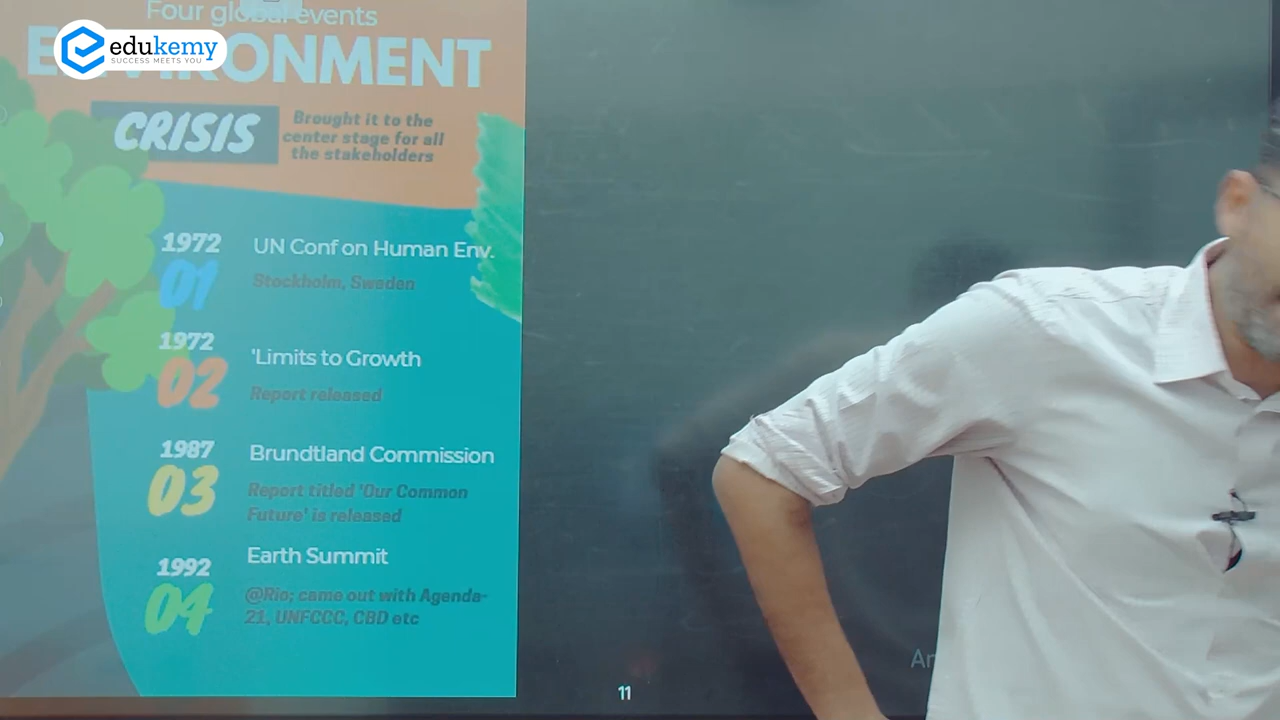 Four global events
edukemy
SUCCESS MEETS YOU
ENVIRONMENT
CRISIS
Brought it to the
center stage for all
the stakeholders
1972
01
UN Conf on Human Env.
Stockholm, Sweden
1972
02
'Limits to Growth
Report released
1987
03
Brundtland Commission
Report titled 'Our Common
Future' is released
1992
04
Earth Summit
@Rio; came out with Agenda-
21, UNFCCC, CBD etc
11